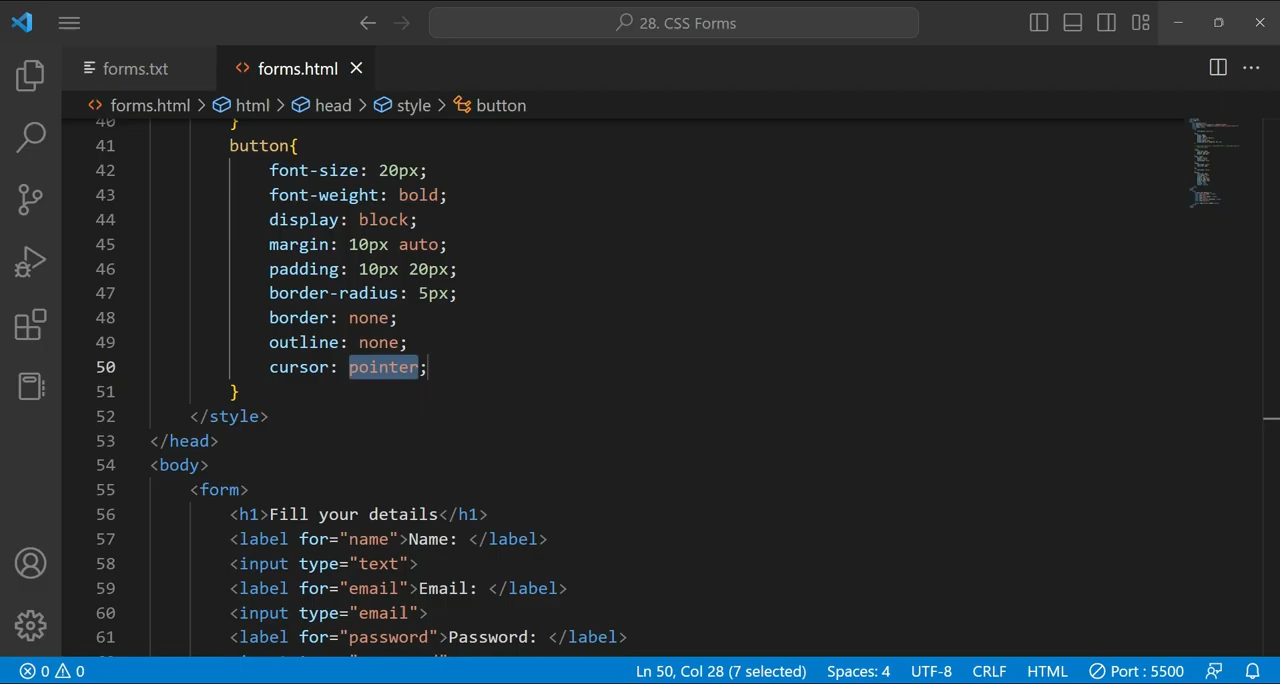 28. CSS Forms
forms.txt
forms.html
forms.html > html > head > style > button
40 }
41 button{
42 font-size: 20px;
43 font-weight: bold;
44 display: block;
45 margin: 10px auto;
46 padding: 10px 20px;
47 border-radius: 5px;
48 border: none;
49 outline: none;
50 cursor: pointer;
51 }
52 </style>
53 </head>
54 <body>
55 <form>
56 <h1>Fill your details</h1>
57 <label for="name">Name: </label>
58 <input type="text">
59 <label for="email">Email: </label>
60 <input type="email">
61 <label for="password">Password: </label>
0 0 Ln 50, Col 28 (7 selected) Spaces: 4 UTF-8 CRLF HTML Port : 5500